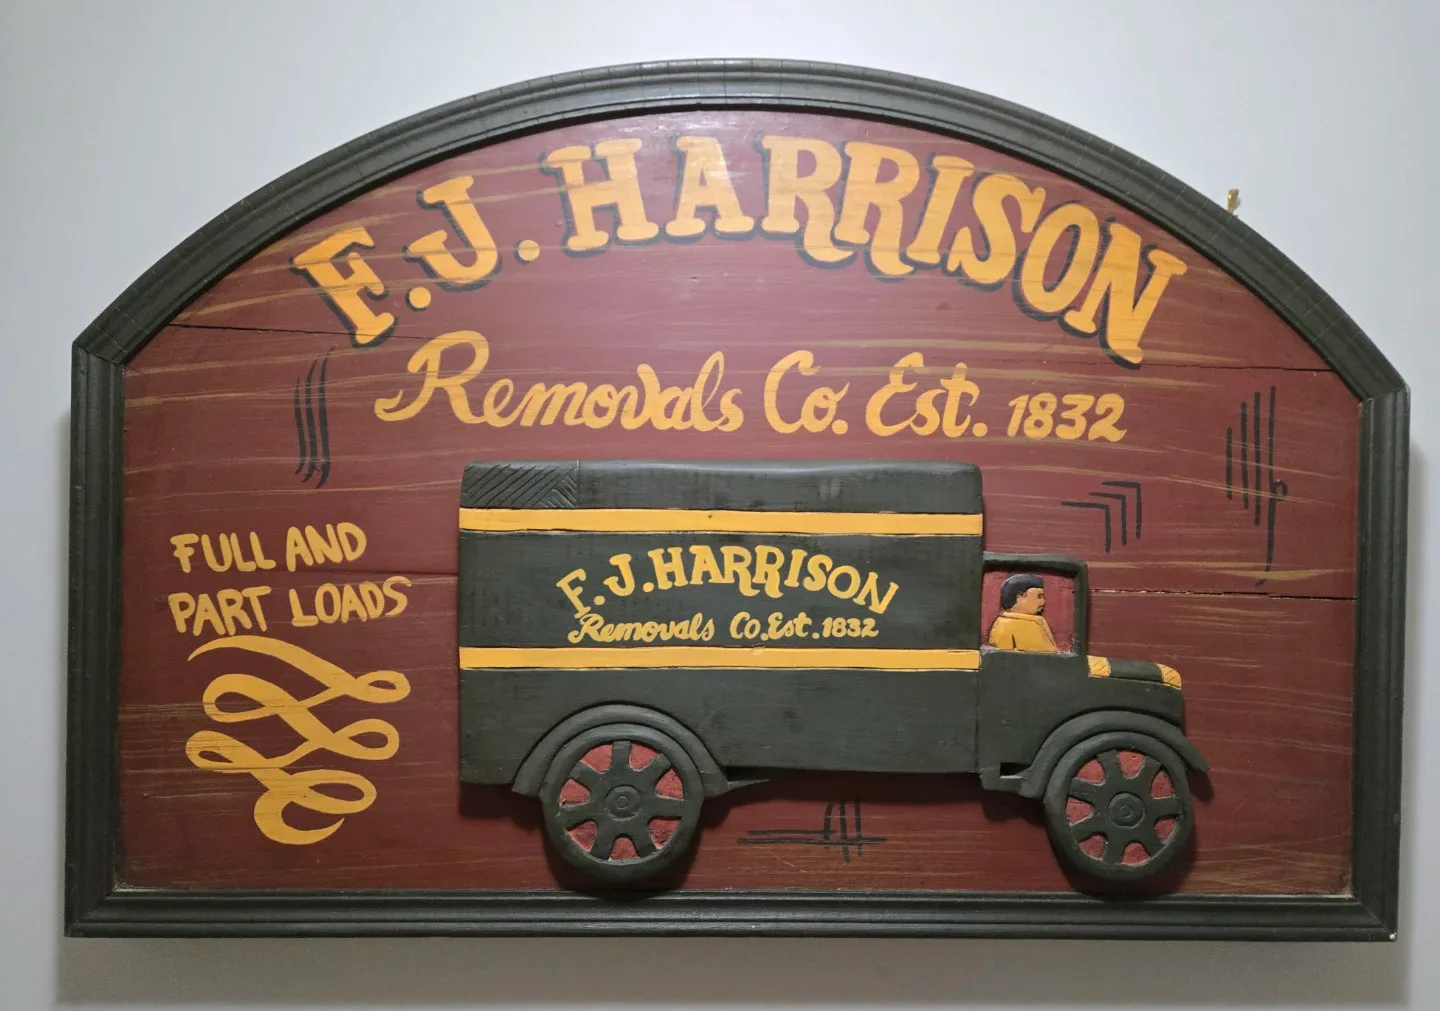 F.J. HARRISON
Removals Co. Est. 1832
FULL AND
PART LOADS
F.J. HARRISON
Removals Co. Est. 1832